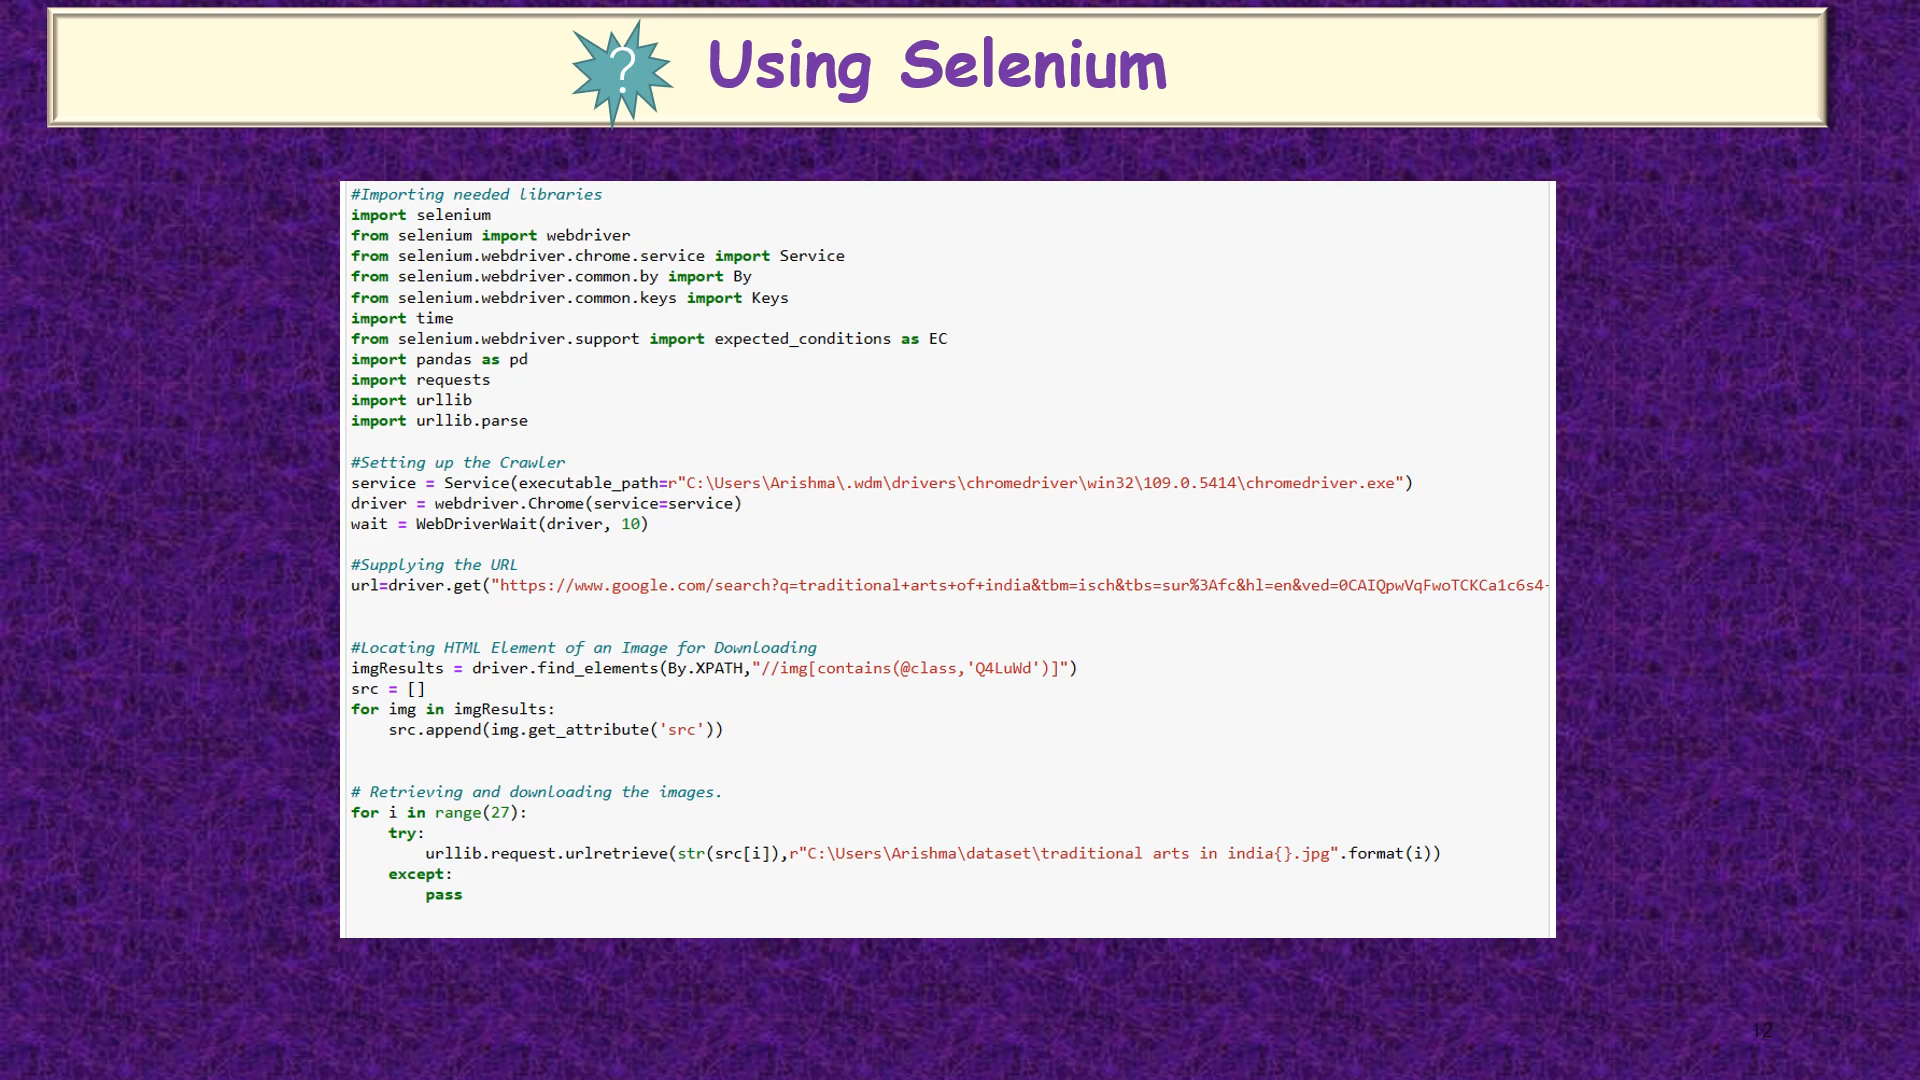 ? Using Selenium
#Importing needed libraries
import selenium
from selenium import webdriver
from selenium.webdriver.chrome.service import Service
from selenium.webdriver.common.by import By
from selenium.webdriver.common.keys import Keys
import time
from selenium.webdriver.support import expected_conditions as EC
import pandas as pd
import requests
import urllib
import urllib.parse
#Setting up the Crawler
service = Service(executable_path=r"C:\Users\Arishma\.wdm\drivers\chromedriver\win32\109.0.5414\chromedriver.exe")
driver = webdriver.Chrome(service=service)
wait = WebDriverWait(driver, 10)
#Supplying the URL
url=driver.get("https://www.google.com/search?q=traditional+arts+of+india&tbm=isch&tbs=sur%3Afc&hl=en&ved=0CAIQpwVqFwoTCKCa1c6s4-
#Locating HTML Element of an Image for Downloading
imgResults = driver.find_elements(By.XPATH,"//img[contains(@class,'Q4LuWd')]")
src = []
for img in imgResults:
    src.append(img.get_attribute('src'))
# Retrieving and downloading the images.
for i in range(27):
    try:
        urllib.request.urlretrieve(str(src[i]),r"C:\Users\Arishma\dataset\traditional arts in india{}.jpg".format(i))
    except:
        pass
12